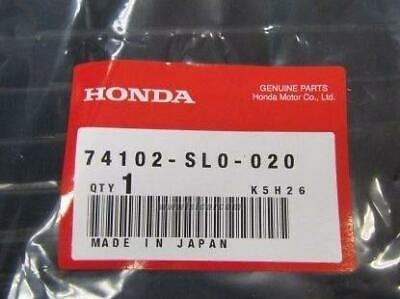 HONDA
GENUINE PARTS
Honda Motor Co., Ltd.
74102-SL0-020
QTY 1
K5H26
MADE IN JAPAN